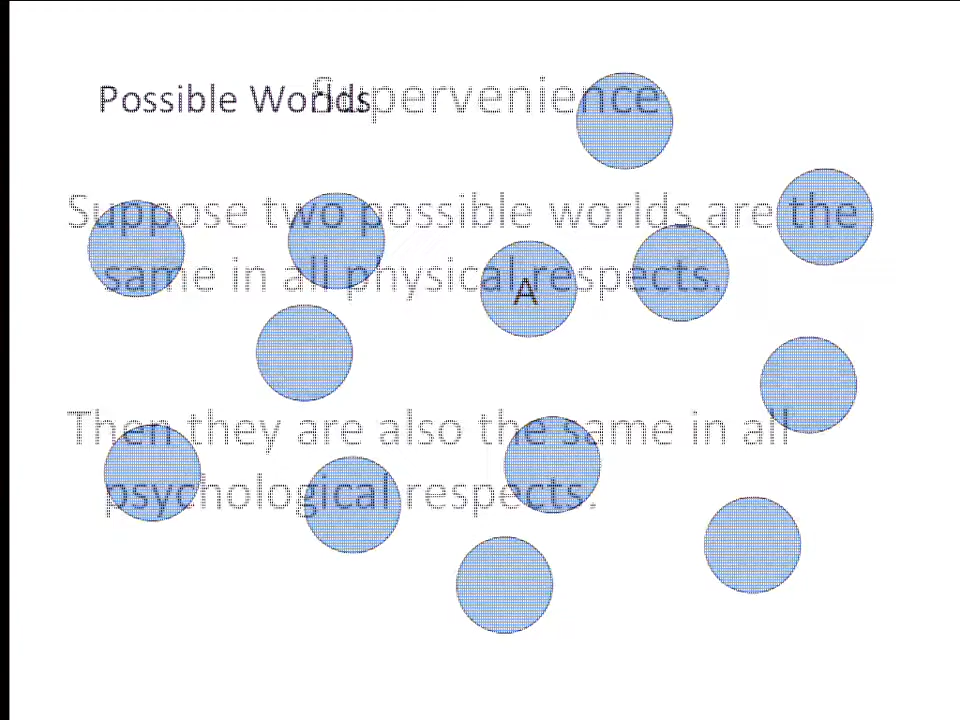 Possible Worlds
Supervenience
Suppose two possible worlds are the
same in all physical respects.
A
Then they are also the same in all
psychological respects.